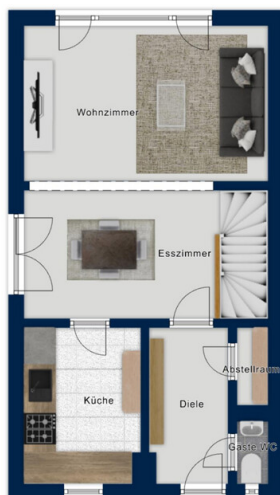 Wohnzimmer
Esszimmer
Küche
Diele
Abstellraum
Gäste WC